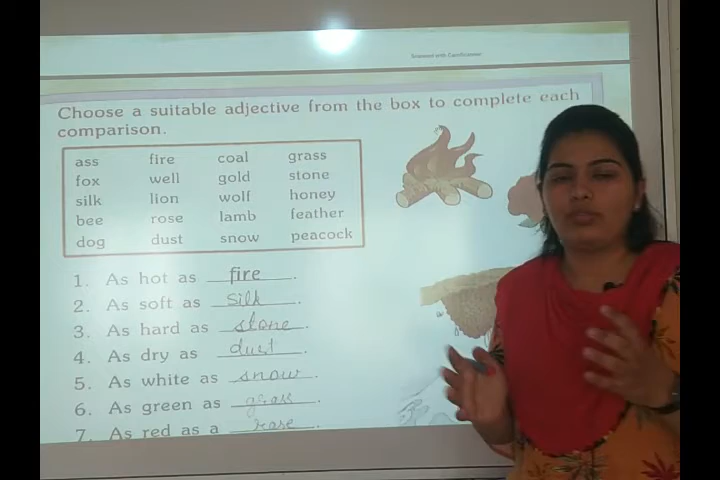 Scanned with CamScanner
Choose a suitable adjective from the box to complete each
comparison.
ass fire coal grass
fox well gold stone
silk lion wolf honey
bee rose lamb feather
dog dust snow peacock
1. As hot as fire.
2. As soft as silk.
3. As hard as stone.
4. As dry as dust.
5. As white as snow.
6. As green as grass.
7. As red as a rose.